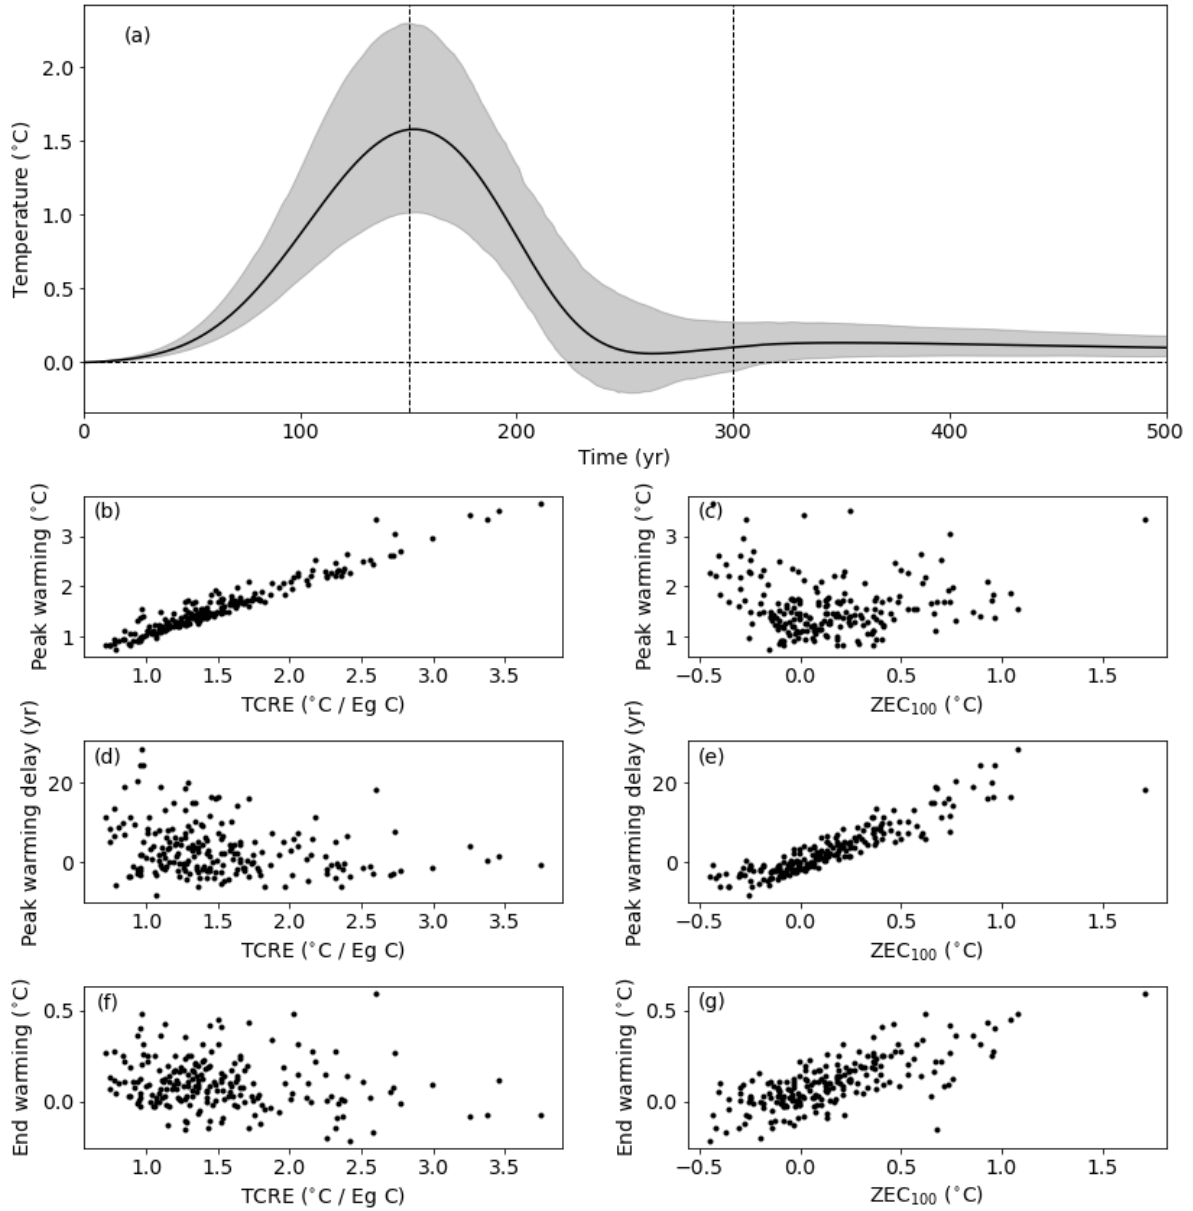 (a)
Temperature (°C)
2.0
1.5
1.0
0.5
0.0
0 100 200 300 400 500
Time (yr)
(b)
Peak warming (°C)
3
2
1
1.0 1.5 2.0 2.5 3.0 3.5
TCRE (°C / Eg C)
(c)
Peak warming (°C)
3
2
1
−0.5 0.0 0.5 1.0 1.5
ZEC₁₀₀ (°C)
(d)
Peak warming delay (yr)
20
0
1.0 1.5 2.0 2.5 3.0 3.5
TCRE (°C / Eg C)
(e)
Peak warming delay (yr)
20
0
−0.5 0.0 0.5 1.0 1.5
ZEC₁₀₀ (°C)
(f)
End warming (°C)
0.5
0.0
1.0 1.5 2.0 2.5 3.0 3.5
TCRE (°C / Eg C)
(g)
End warming (°C)
0.5
0.0
−0.5 0.0 0.5 1.0 1.5
ZEC₁₀₀ (°C)